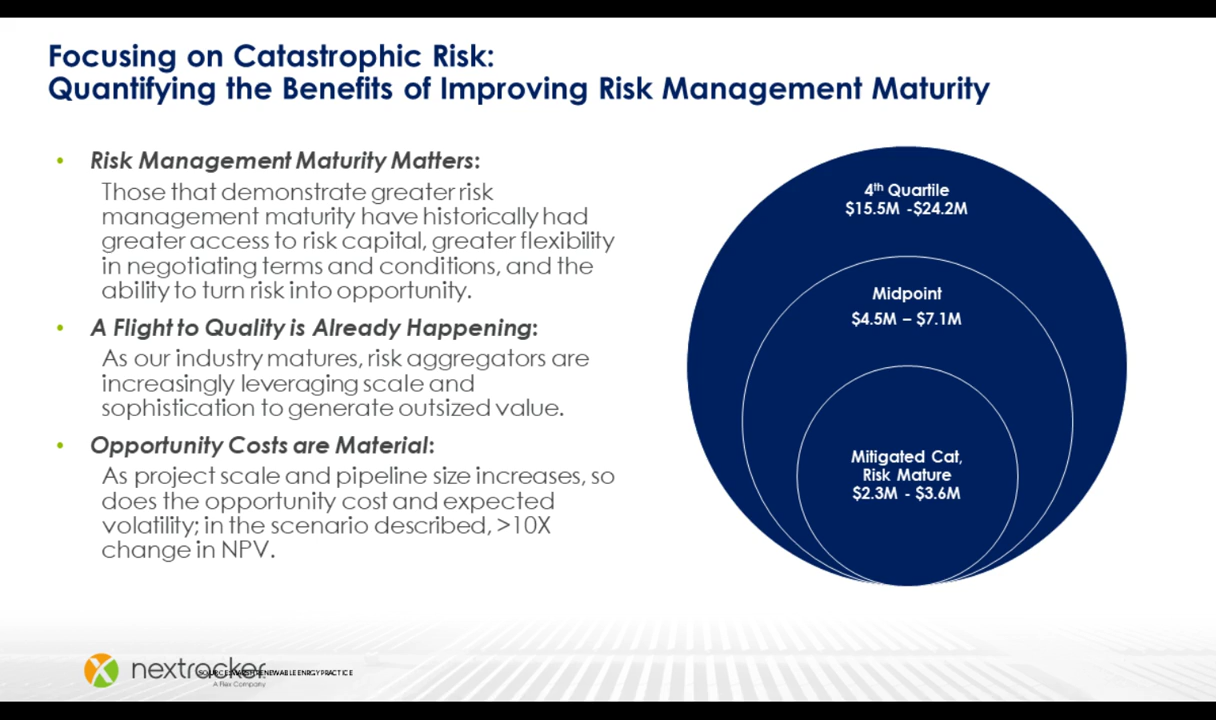 Focusing on Catastrophic Risk:
Quantifying the Benefits of Improving Risk Management Maturity
• Risk Management Maturity Matters:
Those that demonstrate greater risk
management maturity have historically had
greater access to risk capital, greater flexibility
in negotiating terms and conditions, and the
ability to turn risk into opportunity.
• A Flight to Quality is Already Happening:
As our industry matures, risk aggregators are
increasingly leveraging scale and
sophistication to generate outsized value.
• Opportunity Costs are Material:
As project scale and pipeline size increases, so
does the opportunity cost and expected
volatility; in the scenario described, >10X
change in NPV.
4th Quartile
$15.5M -$24.2M
Midpoint
$4.5M – $7.1M
Mitigated Cat,
Risk Mature
$2.3M - $3.6M
nextracker
A Flex Company
PRACTICE